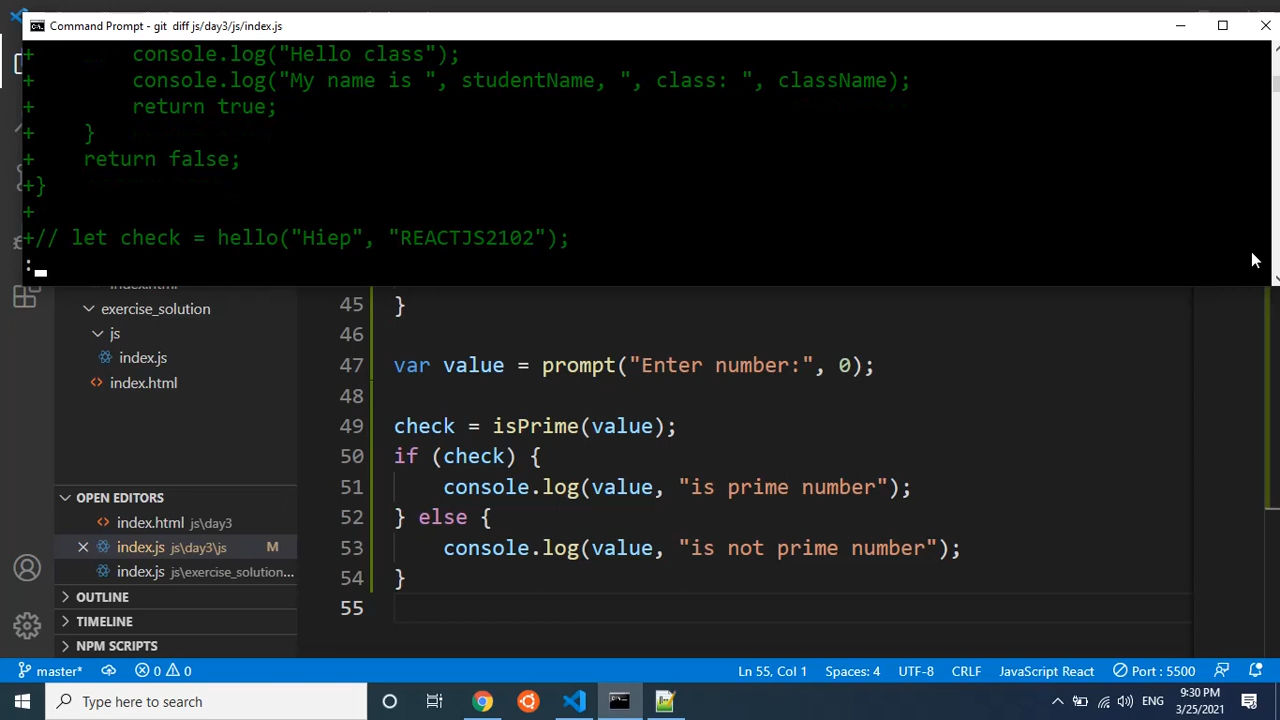 Command Prompt - git  diff js/day3/js/index.js
+        console.log("Hello class");
+        console.log("My name is ", studentName, ", class: ", className);
+        return true;
+    }
+    return false;
+}
+
+// let check = hello("Hiep", "REACTJS2102");
:
exercise_solution
js
index.js
index.html
OPEN EDITORS
index.html js\day3
index.js js\day3\js M
index.js js\exercise_solution...
OUTLINE
TIMELINE
NPM SCRIPTS
45 }
46
47 var value = prompt("Enter number:", 0);
48
49 check = isPrime(value);
50 if (check) {
51     console.log(value, "is prime number");
52 } else {
53     console.log(value, "is not prime number");
54 }
55
master* 0 0 Ln 55, Col 1 Spaces: 4 UTF-8 CRLF JavaScript React Port : 5500
Type here to search
ENG
9:30 PM
3/25/2021